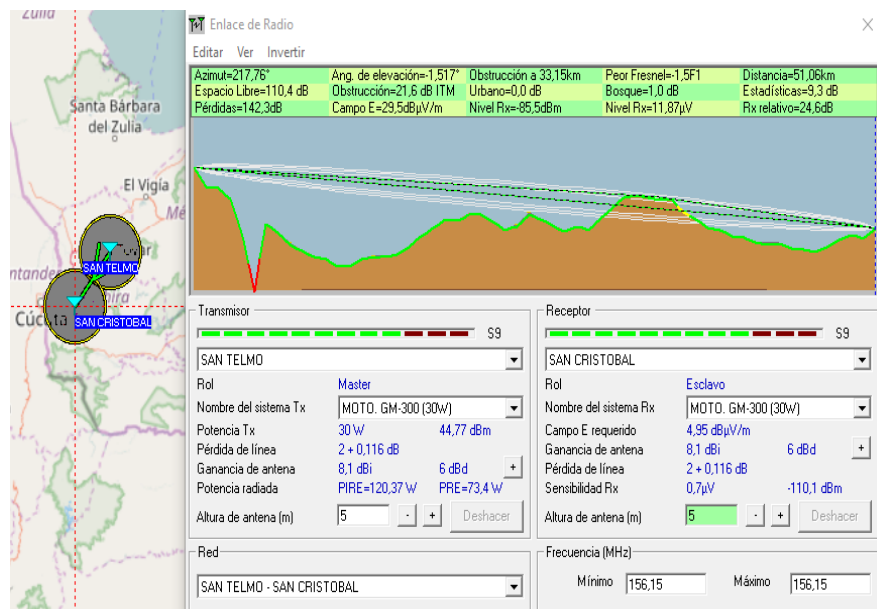 Zulia
Santa Bárbara
del Zulia
El Vigía
Mé
SAN TELMO
Cúc
ta
SAN CRISTOBAL
Enlace de Radio
Editar Ver Invertir
Azimut=217,76° Ang. de elevación=-1,517° Obstrucción a 33,15km Peor Fresnel=-1,5F1 Distancia=51,06km
Espacio Libre=110,4 dB Obstrucción=21,6 dB ITM Urbano=0,0 dB Bosque=1,0 dB Estadísticas=9,3 dB
Pérdidas=142,3dB Campo E=29,5dBµV/m Nivel Rx=-85,5dBm Nivel Rx=11,87µV Rx relativo=24,6dB
Transmisor
S9
SAN TELMO
Rol Master
Nombre del sistema Tx MOTO. GM-300 (30W)
Potencia Tx 30 W 44,77 dBm
Pérdida de línea 2 + 0,116 dB
Ganancia de antena 8,1 dBi 6 dBd +
Potencia radiada PIRE=120,37 W PRE=73,4 W
Altura de antena (m) 5 - + Deshacer
Red
SAN TELMO - SAN CRISTOBAL
Receptor
S9
SAN CRISTOBAL
Rol Esclavo
Nombre del sistema Rx MOTO. GM-300 (30W)
Campo E requerido 4,95 dBµV/m
Ganancia de antena 8,1 dBi 6 dBd +
Pérdida de línea 2 + 0,116 dB
Sensibilidad Rx 0,7µV -110,1 dBm
Altura de antena (m) 5 - + Deshacer
Frecuencia (MHz)
Mínimo 156,15 Máximo 156,15